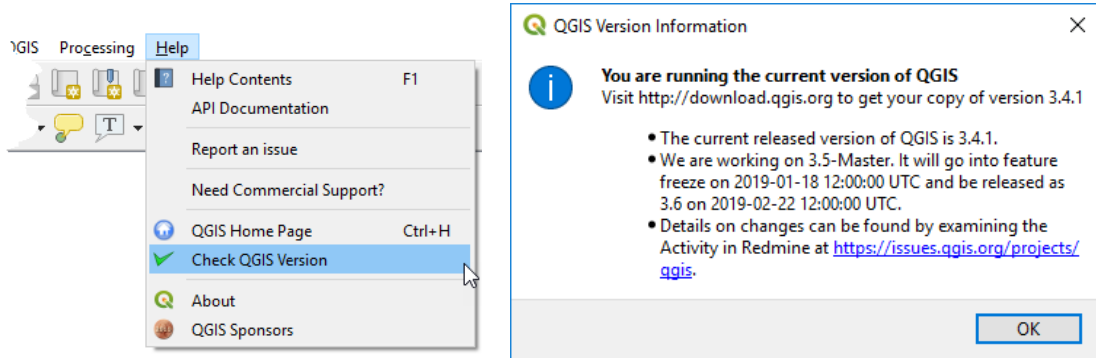 QGIS Processing Help
Help Contents F1
API Documentation
Report an issue
Need Commercial Support?
QGIS Home Page Ctrl+H
Check QGIS Version
About
QGIS Sponsors
QGIS Version Information
You are running the current version of QGIS
Visit http://download.qgis.org to get your copy of version 3.4.1
• The current released version of QGIS is 3.4.1.
• We are working on 3.5-Master. It will go into feature
freeze on 2019-01-18 12:00:00 UTC and be released as
3.6 on 2019-02-22 12:00:00 UTC.
• Details on changes can be found by examining the
Activity in Redmine at https://issues.qgis.org/projects/
qgis.
OK